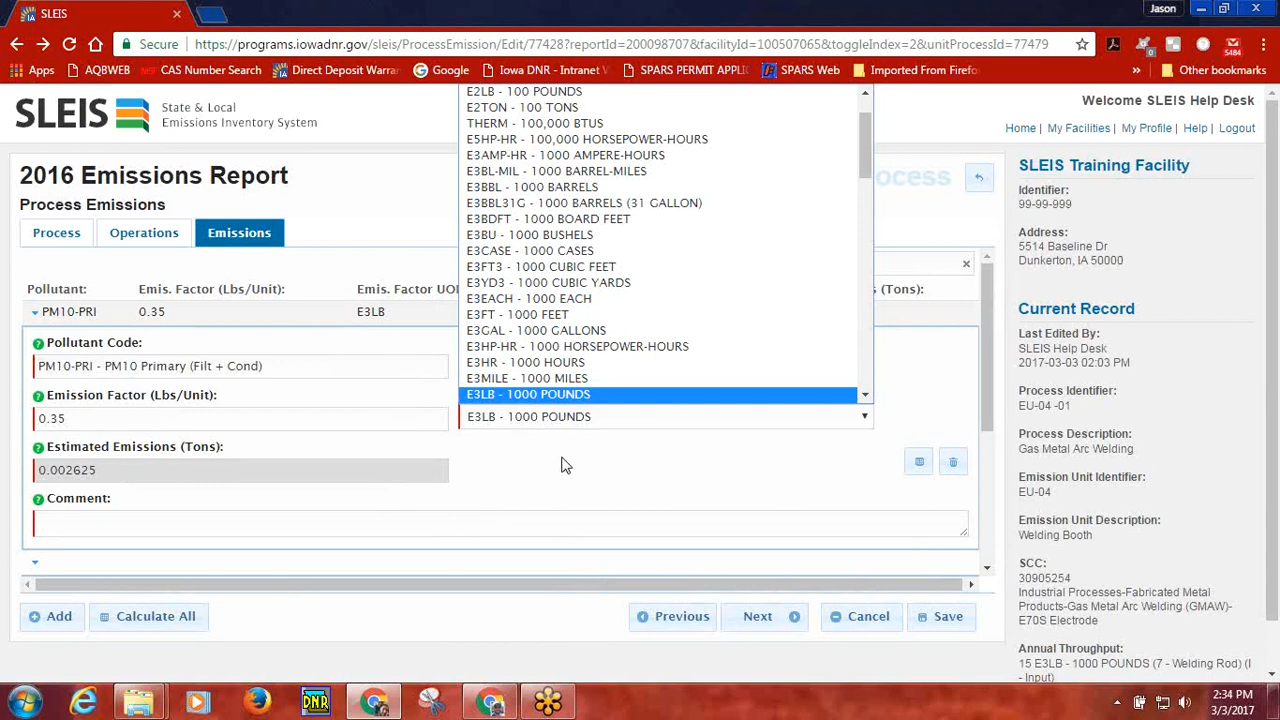 SLEIS
Jason
Secure
https://programs.iowadnr.gov/sleis/ProcessEmission/Edit/77428?reportId=200098707&facilityId=100507065&toggleIndex=2&unitProcessId=77479
5484
Apps
AQBWEB
CAS Number Search
Direct Deposit Warran
Google
Iowa DNR - Intranet V
SPARS PERMIT APPLIC
SPARS Web
Imported From Firefo
»
Other bookmarks
SLEIS
State & Local
Emissions Inventory System
Welcome SLEIS Help Desk
Home | My Facilities | My Profile | Help | Logout
2016 Emissions Report
Process
Process Emissions
Process
Operations
Emissions
Pollutant:
Emis. Factor (Lbs/Unit):
Emis. Factor UO
s (Tons):
PM10-PRI
0.35
E3LB
Pollutant Code:
PM10-PRI - PM10 Primary (Filt + Cond)
Emission Factor (Lbs/Unit):
0.35
Estimated Emissions (Tons):
0.002625
Comment:
E2LB - 100 POUNDS
E2TON - 100 TONS
THERM - 100,000 BTUS
E5HP-HR - 100,000 HORSEPOWER-HOURS
E3AMP-HR - 1000 AMPERE-HOURS
E3BL-MIL - 1000 BARREL-MILES
E3BBL - 1000 BARRELS
E3BBL31G - 1000 BARRELS (31 GALLON)
E3BDFT - 1000 BOARD FEET
E3BU - 1000 BUSHELS
E3CASE - 1000 CASES
E3FT3 - 1000 CUBIC FEET
E3YD3 - 1000 CUBIC YARDS
E3EACH - 1000 EACH
E3FT - 1000 FEET
E3GAL - 1000 GALLONS
E3HP-HR - 1000 HORSEPOWER-HOURS
E3HR - 1000 HOURS
E3MILE - 1000 MILES
E3LB - 1000 POUNDS
E3LB - 1000 POUNDS
Add
Calculate All
Previous
Next
Cancel
Save
SLEIS Training Facility
Identifier:
99-99-999
Address:
5514 Baseline Dr
Dunkerton, IA 50000
Current Record
Last Edited By:
SLEIS Help Desk
2017-03-03 02:03 PM
Process Identifier:
EU-04 -01
Process Description:
Gas Metal Arc Welding
Emission Unit Identifier:
EU-04
Emission Unit Description:
Welding Booth
SCC:
30905254
Industrial Processes-Fabricated Metal
Products-Gas Metal Arc Welding (GMAW)-
E70S Electrode
Annual Throughput:
15 E3LB - 1000 POUNDS (7 - Welding Rod) (I
- Input)
DNR
2:34 PM
3/3/2017